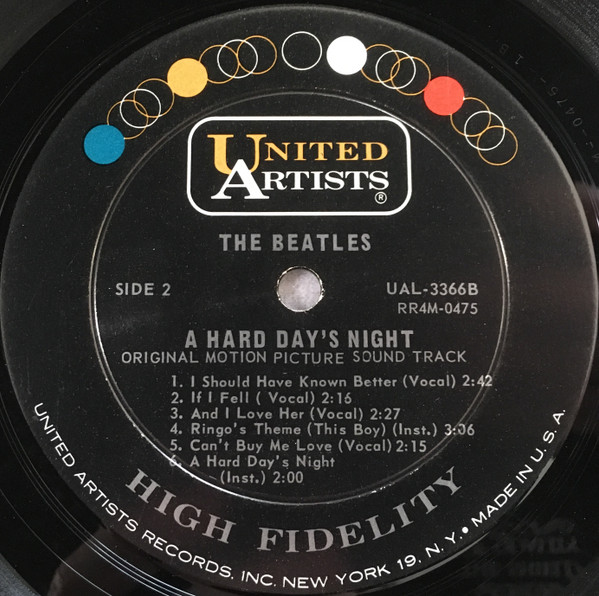 UNITED
ARTISTS®
THE BEATLES
SIDE 2
UAL-3366B
RR4M-0475
A HARD DAY'S NIGHT
ORIGINAL MOTION PICTURE SOUND TRACK
1. I Should Have Known Better (Vocal) 2:42
2. If I Fell ( Vocal) 2:16
3. And I Love Her (Vocal) 2:27
4. Ringo's Theme (This Boy) (Inst.) 3:06
5. Can't Buy Me Love (Vocal) 2:15
6. A Hard Day's Night
(Inst.) 2:00
HIGH FIDELITY
UNITED ARTISTS RECORDS, INC. NEW YORK 19, N.Y. • MADE IN U.S.A.